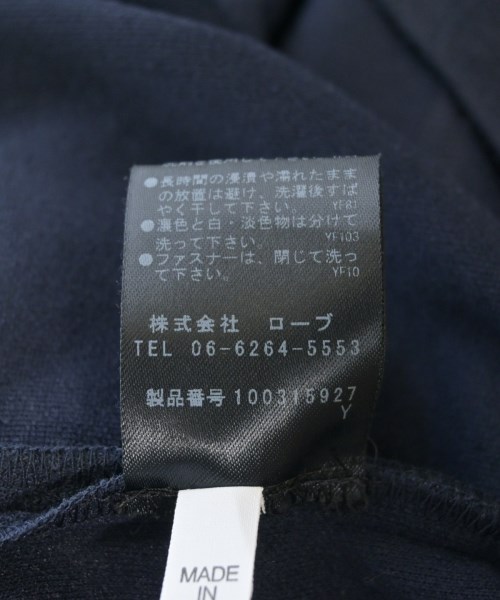 ●長時間の浸漬や濡れたまま
の放置は避け、洗濯後すば
やく干して下さい。 YF81
●濃色と白・淡色物は分けて
洗って下さい。 YF103
●ファスナーは、閉じて洗っ
て下さい。 YF10
株式会社 ローブ
TEL 06-6264-5553
製品番号 100315927
Y
MADE
IN